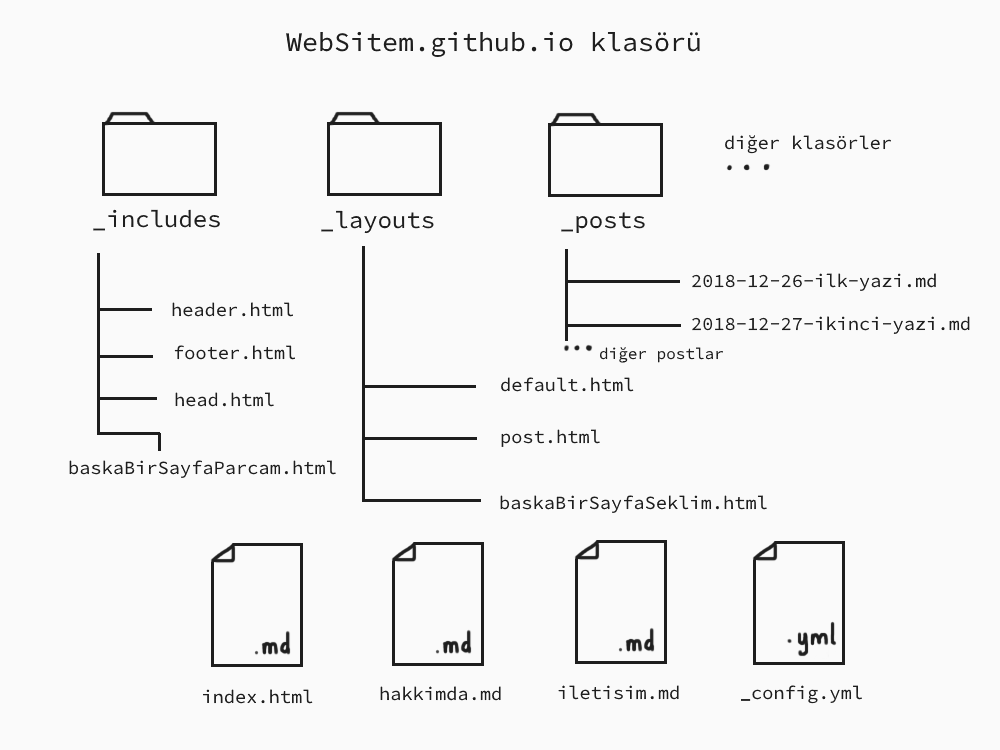 WebSitem.github.io klasörü
diğer klasörler
...
_includes
_layouts
_posts
header.html
footer.html
head.html
baskaBirSayfaParcam.html
default.html
post.html
baskaBirSayfaSeklim.html
2018-12-26-ilk-yazi.md
2018-12-27-ikinci-yazi.md
... diğer postlar
.md
.md
.md
.yml
index.html
hakkimda.md
iletisim.md
_config.yml